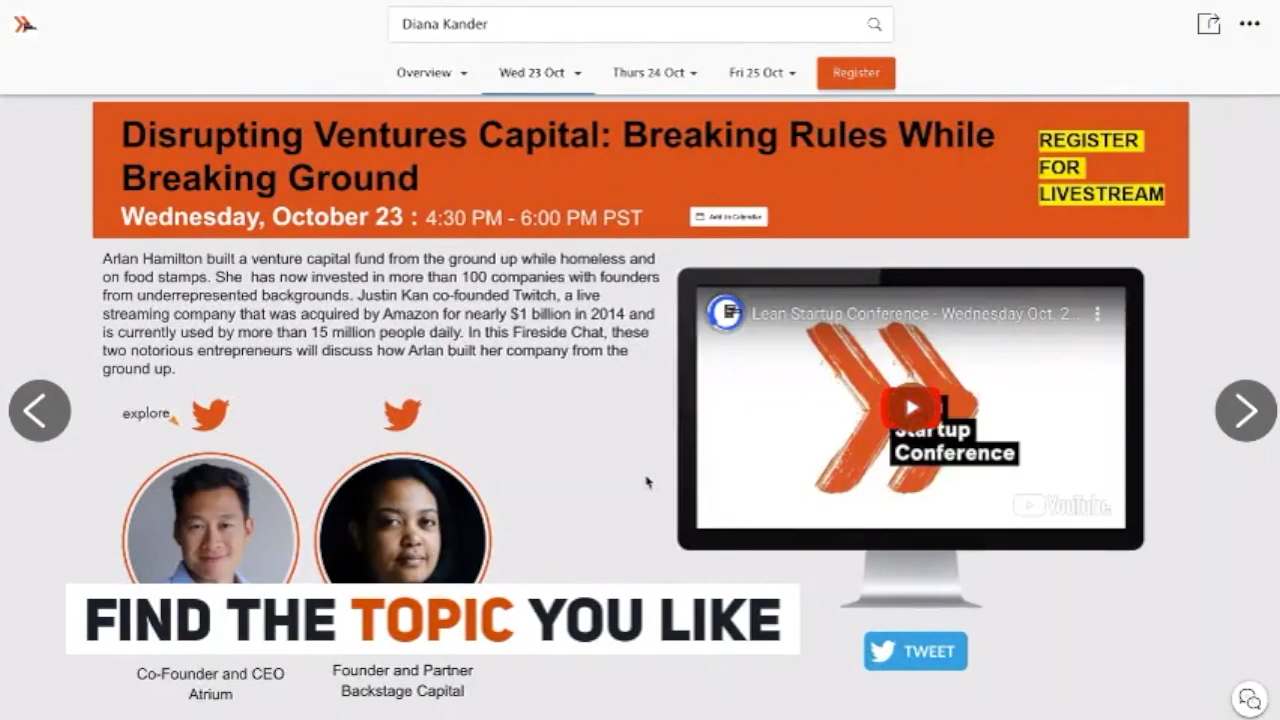 Diana Kander
Overview
Wed 23 Oct
Thurs 24 Oct
Fri 25 Oct
Register
Disrupting Ventures Capital: Breaking Rules While
Breaking Ground
Wednesday, October 23 : 4:30 PM - 6:00 PM PST
Add to Calendar
REGISTER
FOR
LIVESTREAM
Arlan Hamilton built a venture capital fund from the ground up while homeless and
on food stamps. She has now invested in more than 100 companies with founders
from underrepresented backgrounds. Justin Kan co-founded Twitch, a live
streaming company that was acquired by Amazon for nearly $1 billion in 2014 and
is currently used by more than 15 million people daily. In this Fireside Chat, these
two notorious entrepreneurs will discuss how Arlan built her company from the
ground up.
Lean Startup Conference - Wednesday Oct. 2...
Startup
Conference
YouTube
explore
FIND THE TOPIC YOU LIKE
Co-Founder and CEO
Atrium
Founder and Partner
Backstage Capital
TWEET